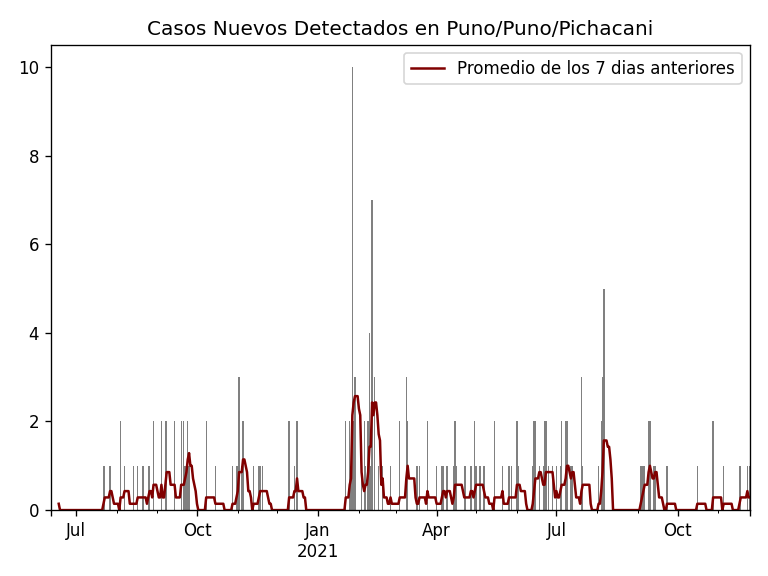 Casos Nuevos Detectados en Puno/Puno/Pichacani
Promedio de los 7 dias anteriores
10
8
6
4
2
0
Jul
Oct
Jan
2021
Apr
Jul
Oct